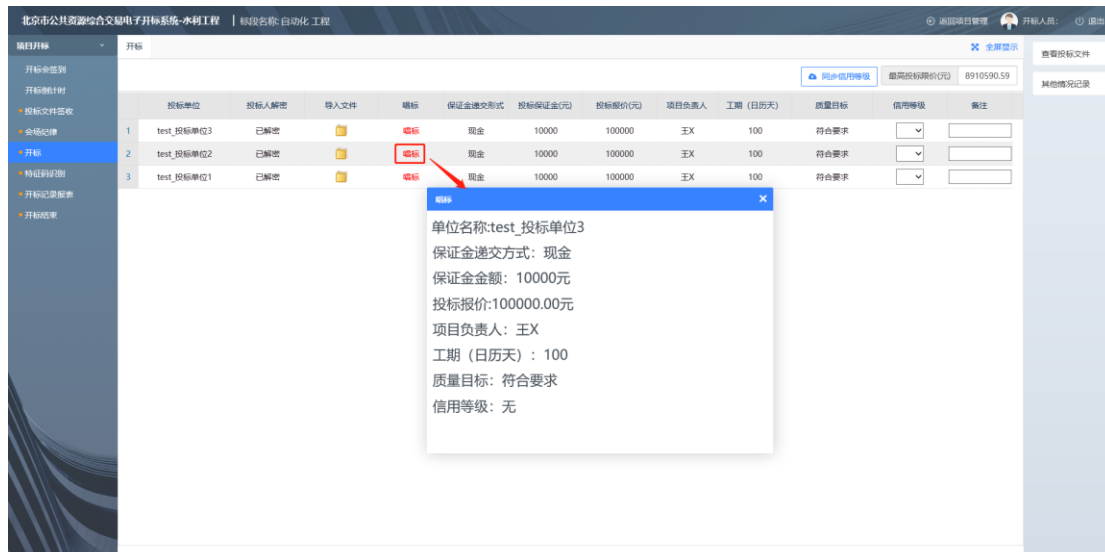 北京市公共资源综合交易电子开标系统-水利工程 标段名称: 自动化 工程 返回项目管理 开标人员: 退出
项目开标
开标会签到
开标倒计时
投标文件签收
会场纪律
开标
特征码识别
开标记录报表
开标结束
开标 全屏显示
查看投标文件
其他情况记录
同步信用等级 最高投标限价(元) 8910590.59
投标单位 投标人解密 导入文件 唱标 保证金递交形式 投标保证金(元) 投标报价(元) 项目负责人 工期（日历天） 质量目标 信用等级 备注
1 test_投标单位3 已解密 唱标 现金 10000 100000 王X 100 符合要求
2 test_投标单位2 已解密 唱标 现金 10000 100000 王X 100 符合要求
3 test_投标单位1 已解密 唱标 现金 10000 100000 王X 100 符合要求
唱标
单位名称:test_投标单位3
保证金递交方式：现金
保证金金额：10000元
投标报价:100000.00元
项目负责人：王X
工期（日历天）: 100
质量目标：符合要求
信用等级：无